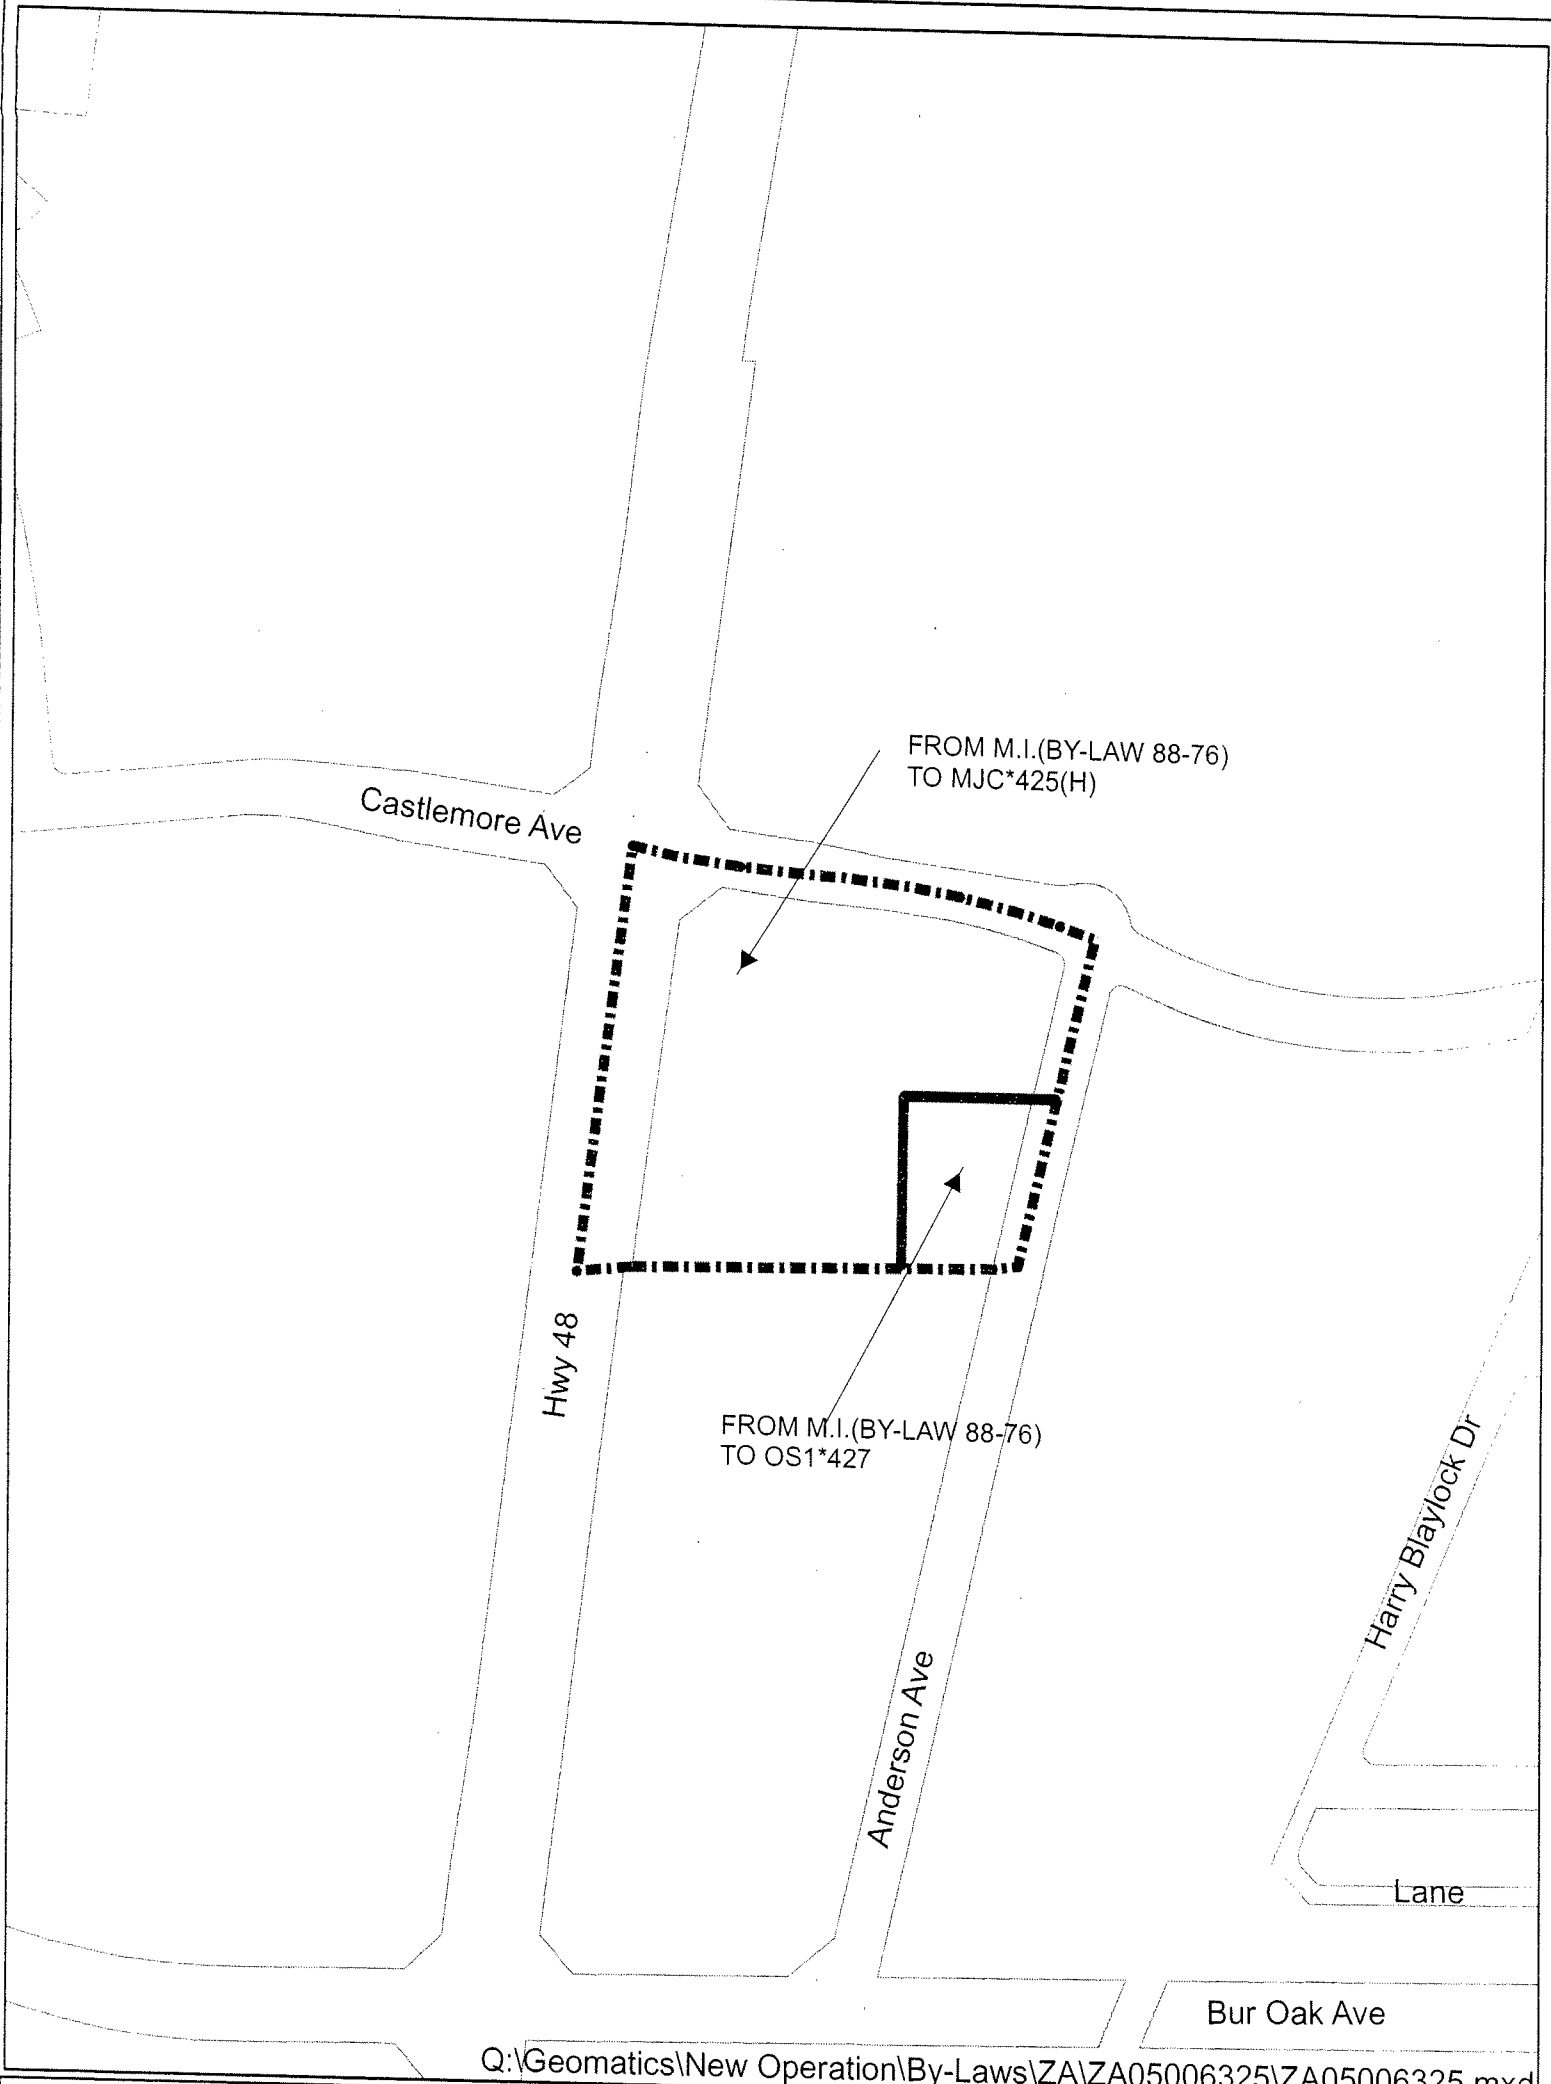 FROM M.I.(BY-LAW 88-76)
TO MJC*425(H)
Castlemore Ave
Hwy 48
FROM M.I.(BY-LAW 88-76)
TO OS1*427
Harry Blaylock Dr
Anderson Ave
Lane
Bur Oak Ave
Q:\Geomatics\New Operation\By-Laws\ZA\ZA05006325\ZA05006325.mxd